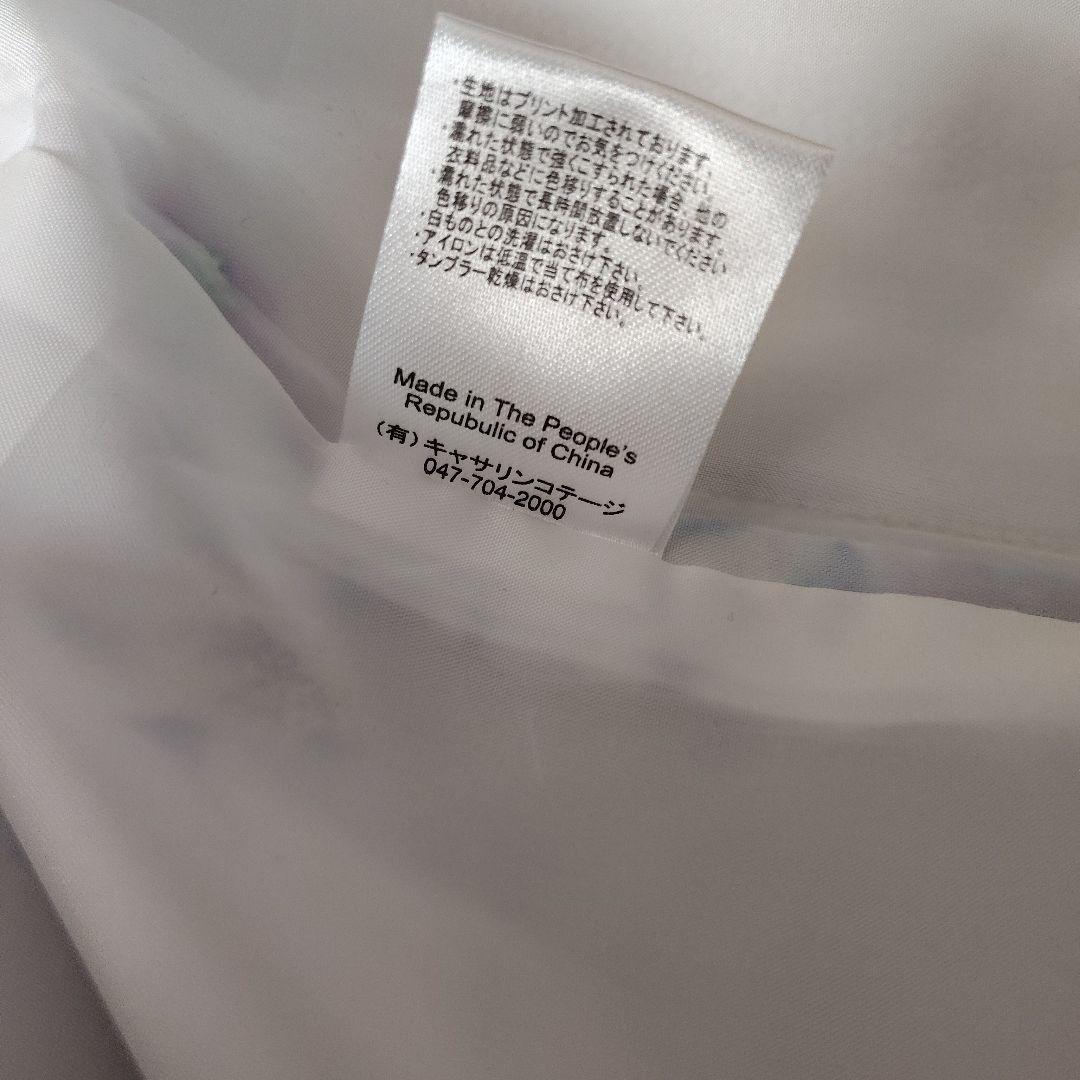 ・生地はプリント加工されております。
摩擦に弱いのでお気をつけください。
・濡れた状態で強くこすられた場合、他の
衣料品などに色移りすることがあります。
・濡れた状態で長時間放置しないでください
色移りの原因になります。
・白ものとの洗濯はおさけ下さい。
・アイロンは低温で当て布を使用して下さい。
・タンブラー乾燥はおさけ下さい。
Made in The People's
Repubulic of China
(有)キャサリンコテージ
047-704-2000